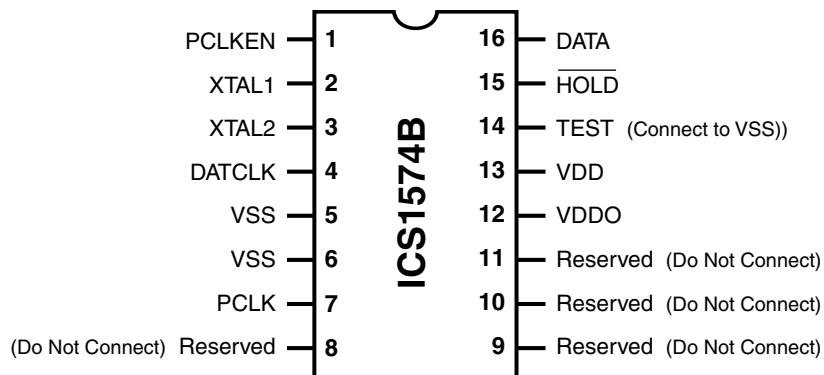 PCLKEN 1 16 DATA
XTAL1 2 15 HOLD
XTAL2 3 14 TEST (Connect to VSS))
DATCLK 4 13 VDD
VSS 5 12 VDDO
VSS 6 11 Reserved (Do Not Connect)
PCLK 7 10 Reserved (Do Not Connect)
(Do Not Connect) Reserved 8 9 Reserved (Do Not Connect)
ICS1574B